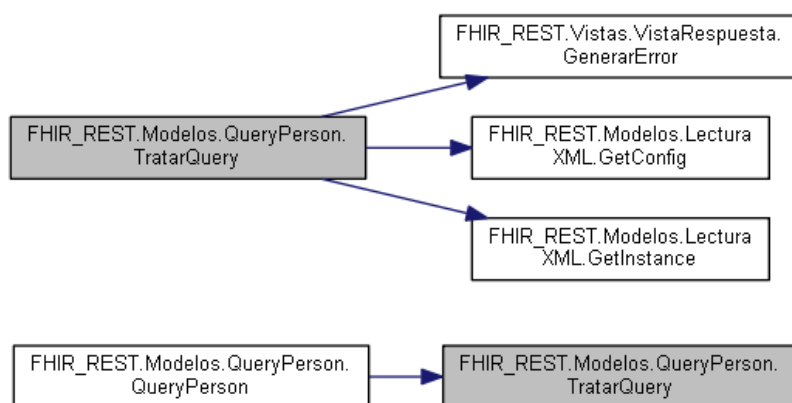 FHIR_REST.Vistas.VistaRespuesta.
GenerarError
FHIR_REST.Modelos.QueryPerson.
TratarQuery
FHIR_REST.Modelos.Lectura
XML.GetConfig
FHIR_REST.Modelos.Lectura
XML.GetInstance
FHIR_REST.Modelos.QueryPerson.
QueryPerson
FHIR_REST.Modelos.QueryPerson.
TratarQuery